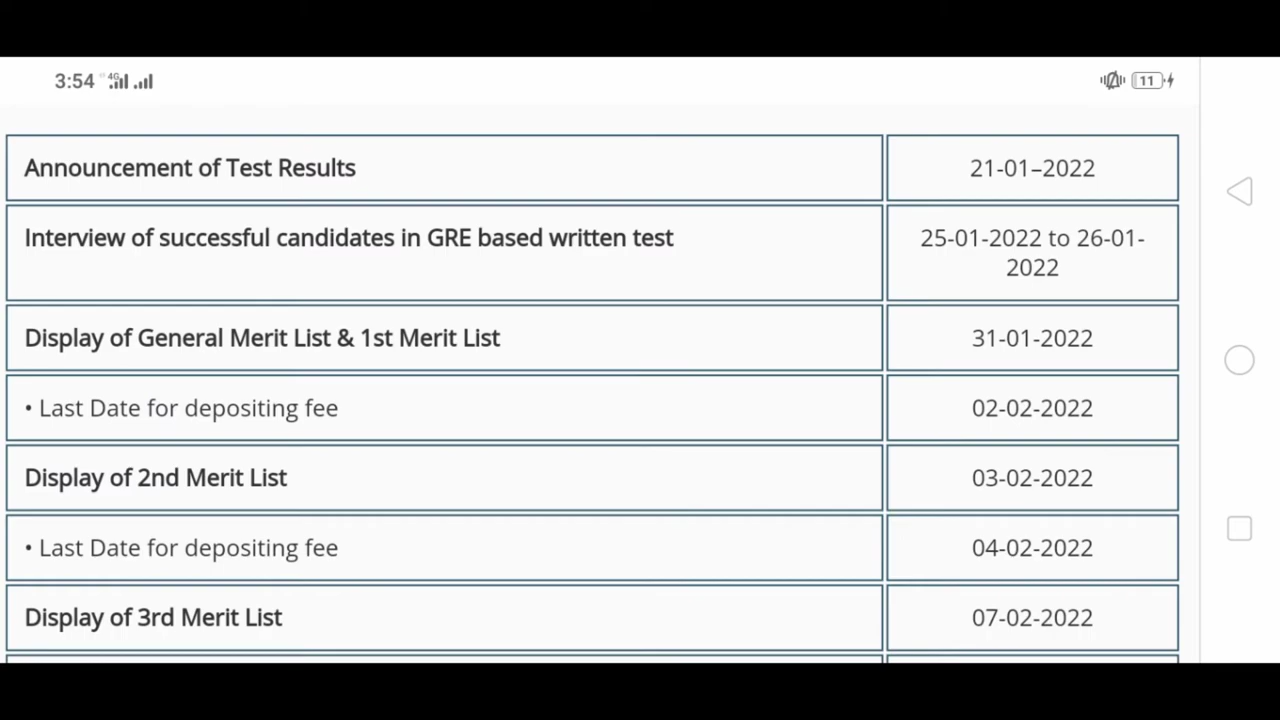 3:54 4G 11
Announcement of Test Results 21-01–2022
Interview of successful candidates in GRE based written test 25-01-2022 to 26-01-
2022
Display of General Merit List & 1st Merit List 31-01-2022
• Last Date for depositing fee 02-02-2022
Display of 2nd Merit List 03-02-2022
• Last Date for depositing fee 04-02-2022
Display of 3rd Merit List 07-02-2022